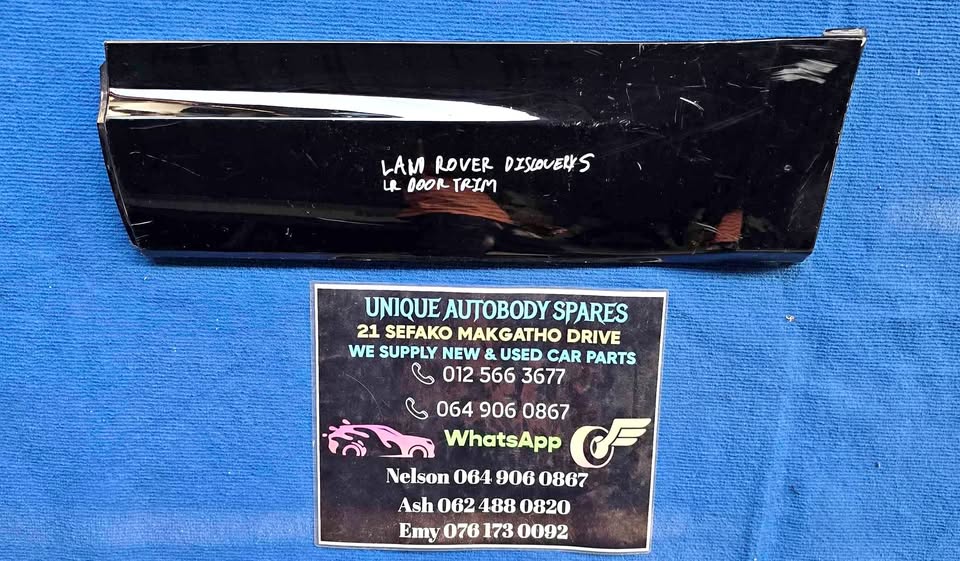 LAND ROVER DISCOVERY5
LR DOOR TRIM
UNIQUE AUTOBODY SPARES
21 SEFAKO MAKGATHO DRIVE
WE SUPPLY NEW & USED CAR PARTS
012 566 3677
064 906 0867
WhatsApp
Nelson 064 906 0867
Ash 062 488 0820
Emy 076 173 0092